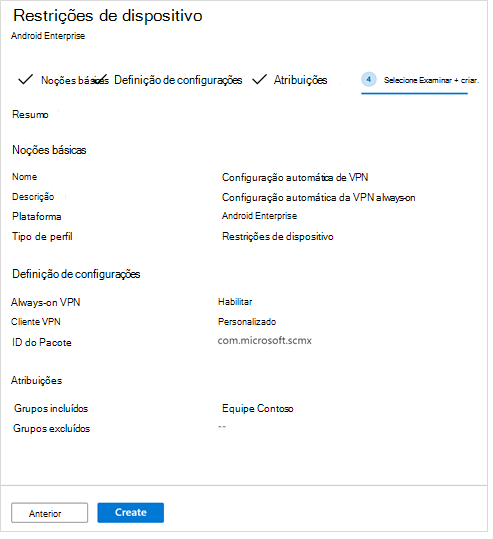 Restrições de dispositivo
Android Enterprise
Noções básicas Definição de configurações Atribuições 4 Selecione Examinar + criar.
Resumo
Noções básicas
Nome Configuração automática de VPN
Descrição Configuração automática da VPN always-on
Plataforma Android Enterprise
Tipo de perfil Restrições de dispositivo
Definição de configurações
Always-on VPN Habilitar
Cliente VPN Personalizado
ID do Pacote com.microsoft.scmx
Atribuições
Grupos incluídos Equipe Contoso
Grupos excluídos --
Anterior Create